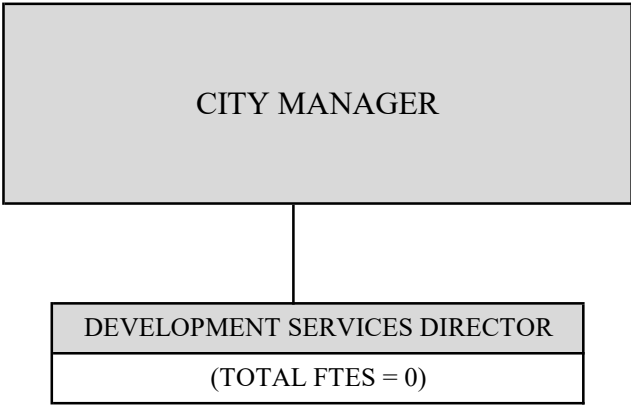 CITY MANAGER
DEVELOPMENT SERVICES DIRECTOR
(TOTAL FTES = 0)